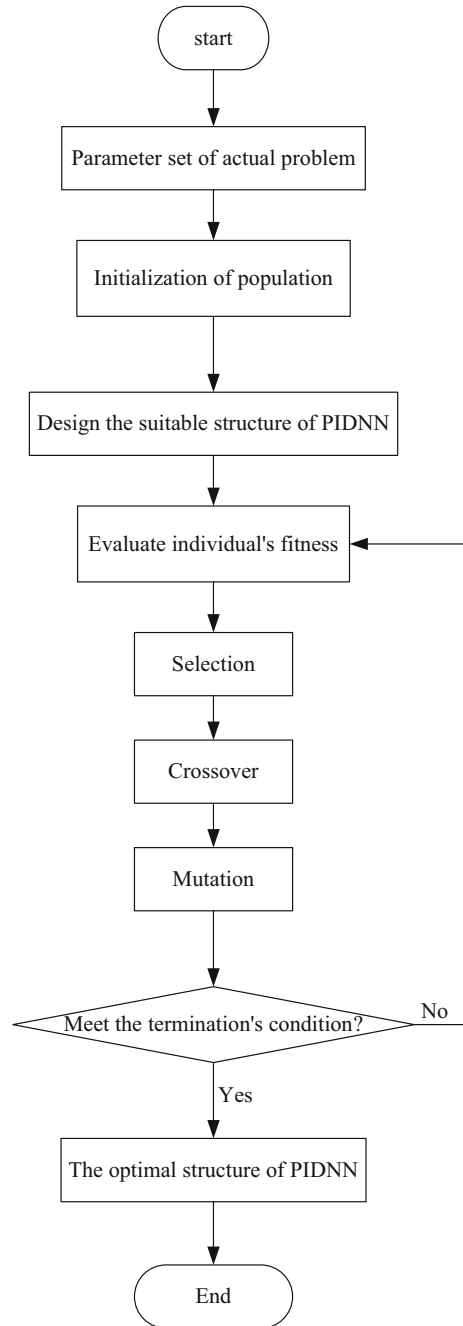 start
Parameter set of actual problem
Initialization of population
Design the suitable structure of PIDNN
Evaluate individual's fitness
Selection
Crossover
Mutation
Meet the termination's condition?
No
Yes
The optimal structure of PIDNN
End